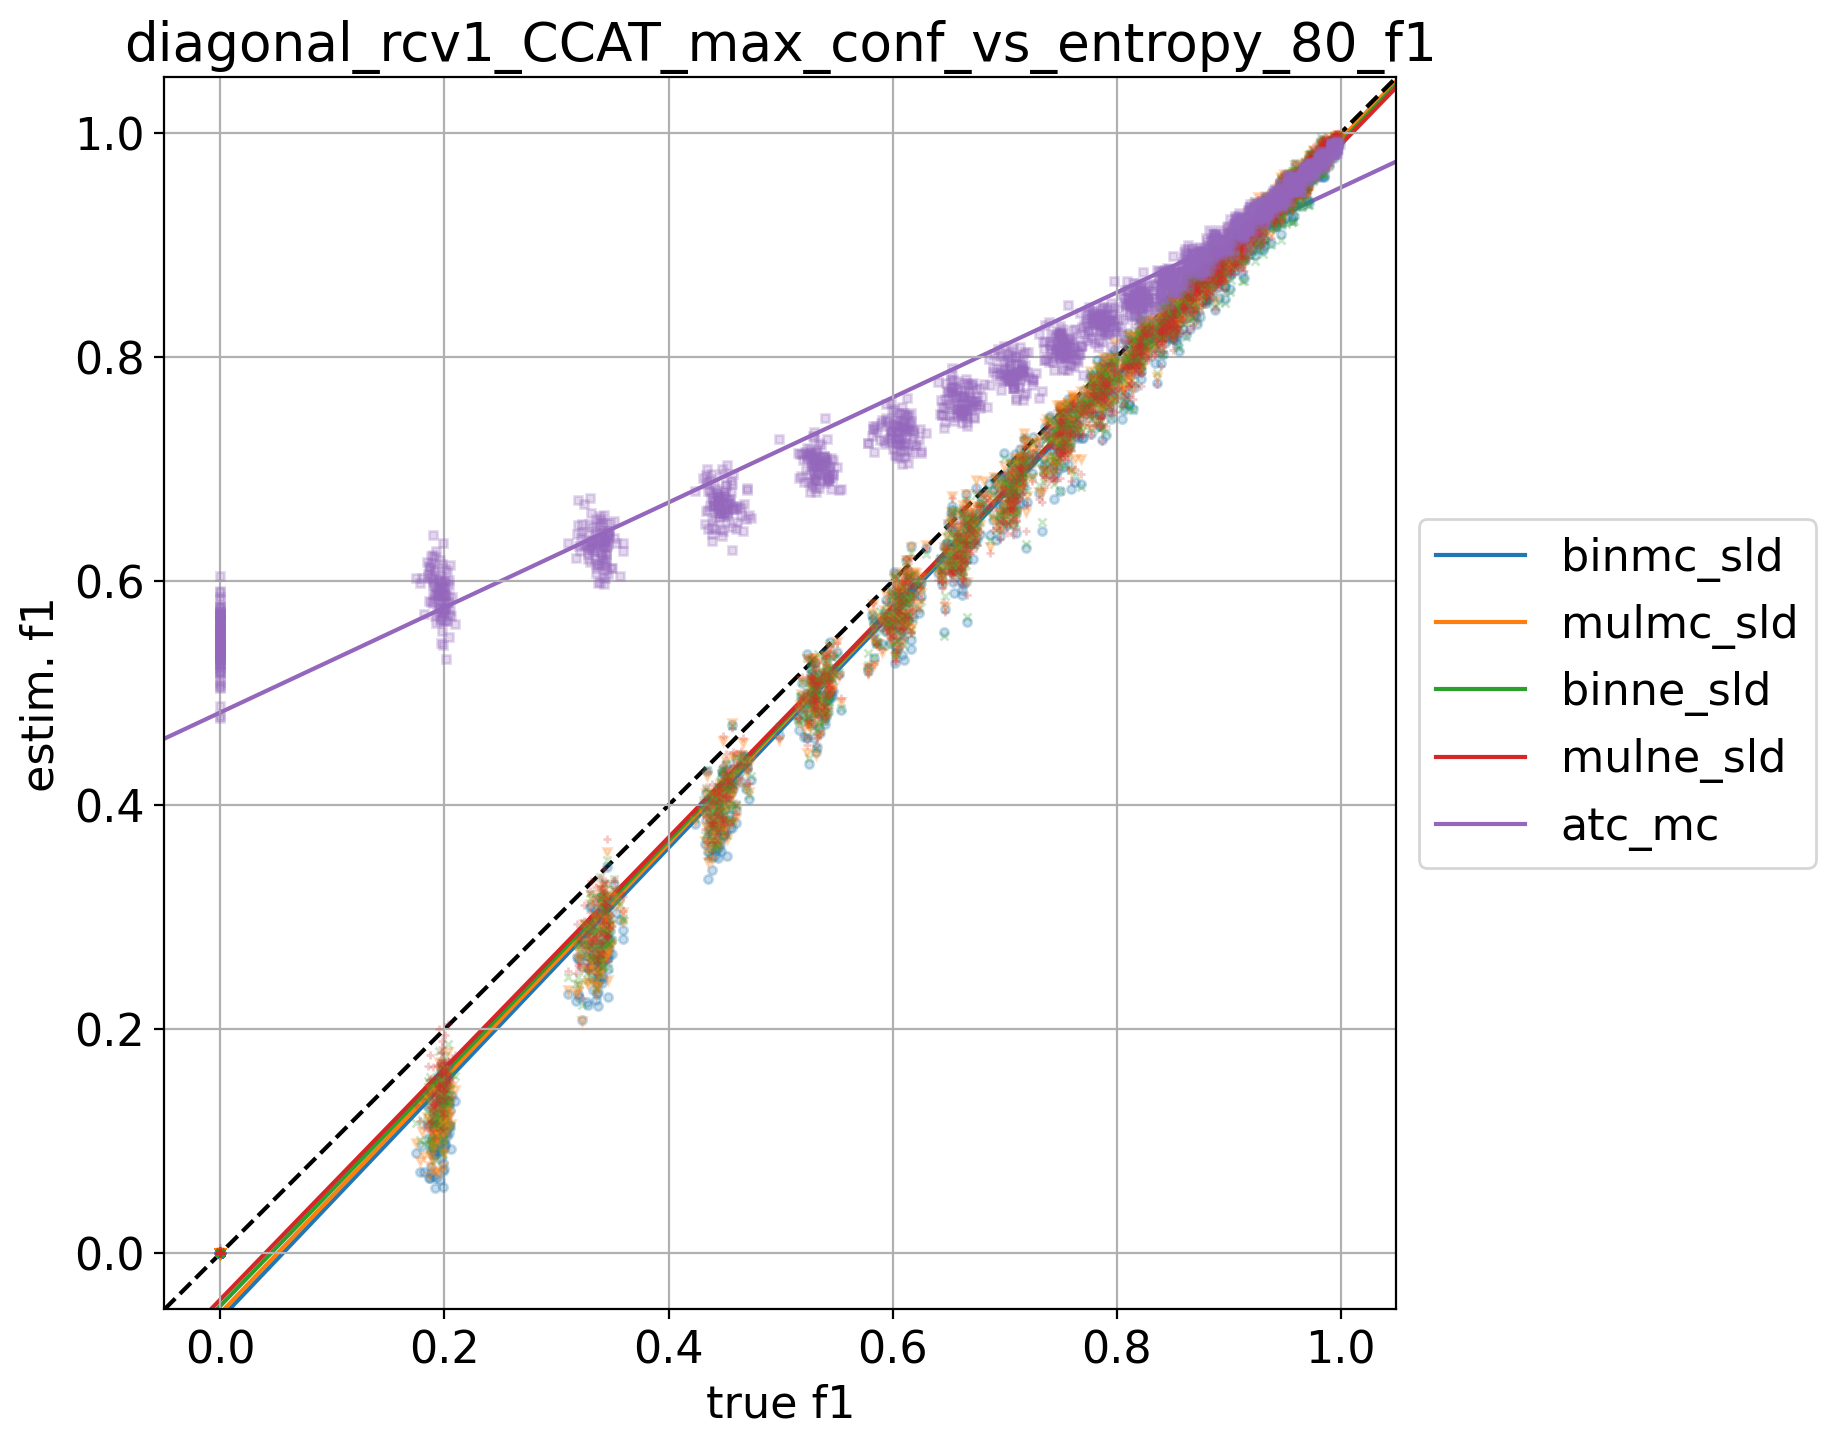 diagonal_rcv1_CCAT_max_conf_vs_entropy_80_f1
1.0
0.8
0.6
0.4
0.2
0.0
estim. f1
0.0 0.2 0.4 0.6 0.8 1.0
true f1
binmc_sld
mulmc_sld
binne_sld
mulne_sld
atc_mc